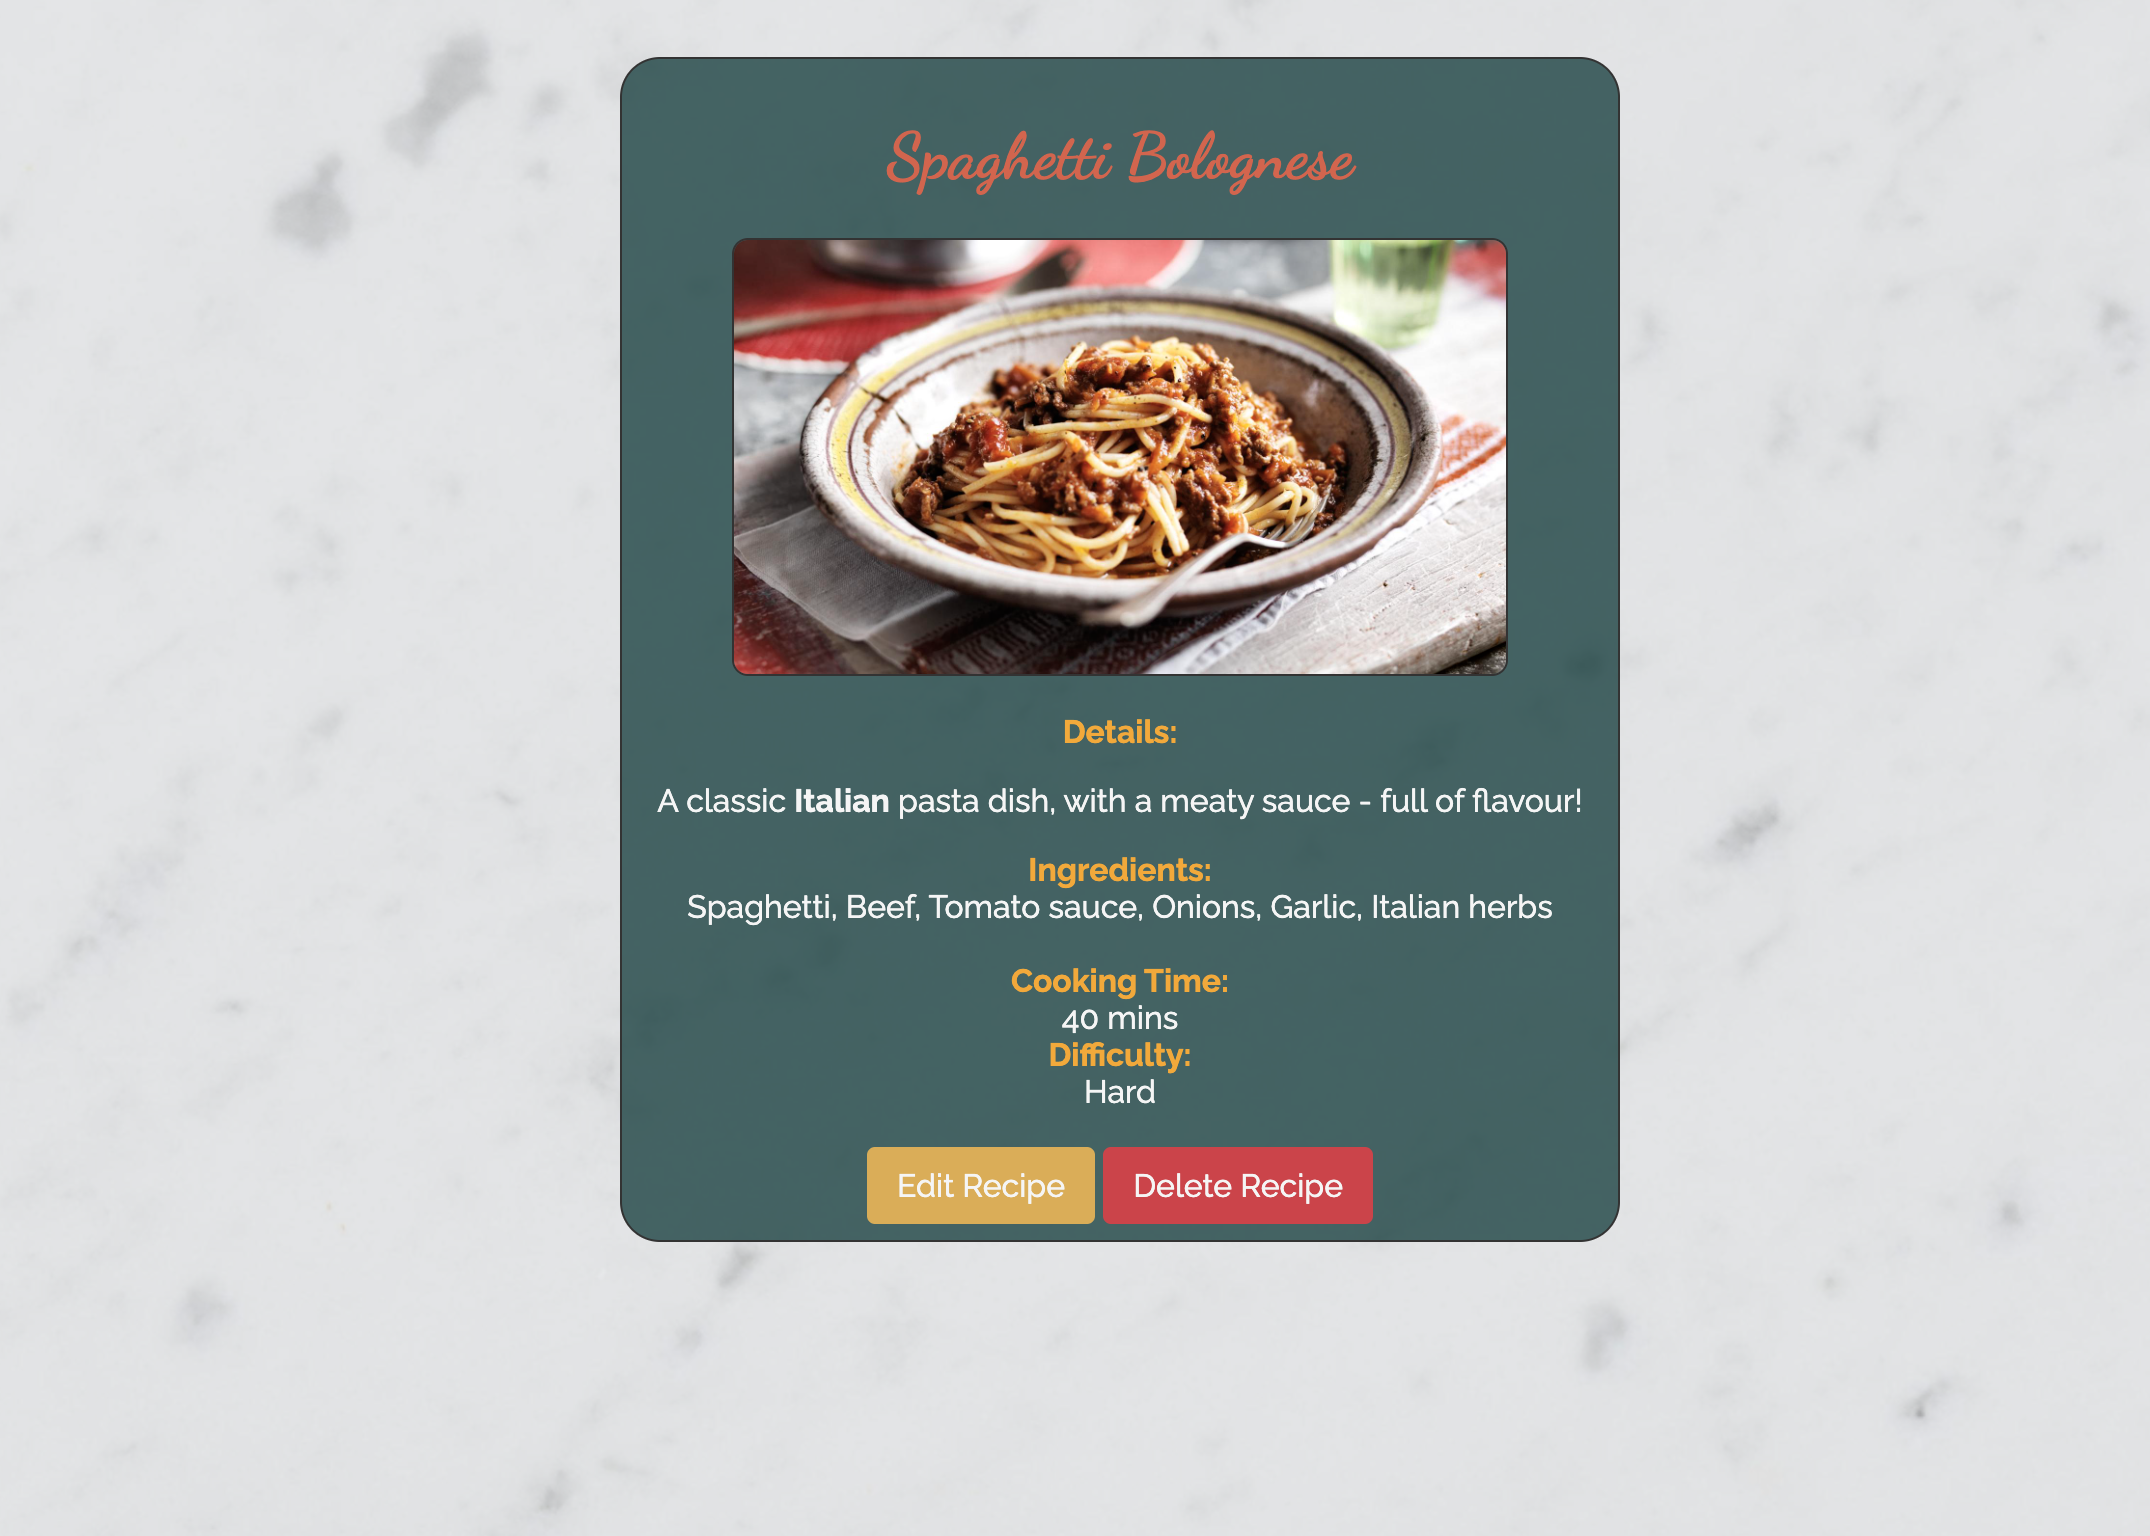 Spaghetti Bolognese
Details:
A classic Italian pasta dish, with a meaty sauce - full of flavour!
Ingredients:
Spaghetti, Beef, Tomato sauce, Onions, Garlic, Italian herbs
Cooking Time:
40 mins
Difficulty:
Hard
Edit Recipe
Delete Recipe